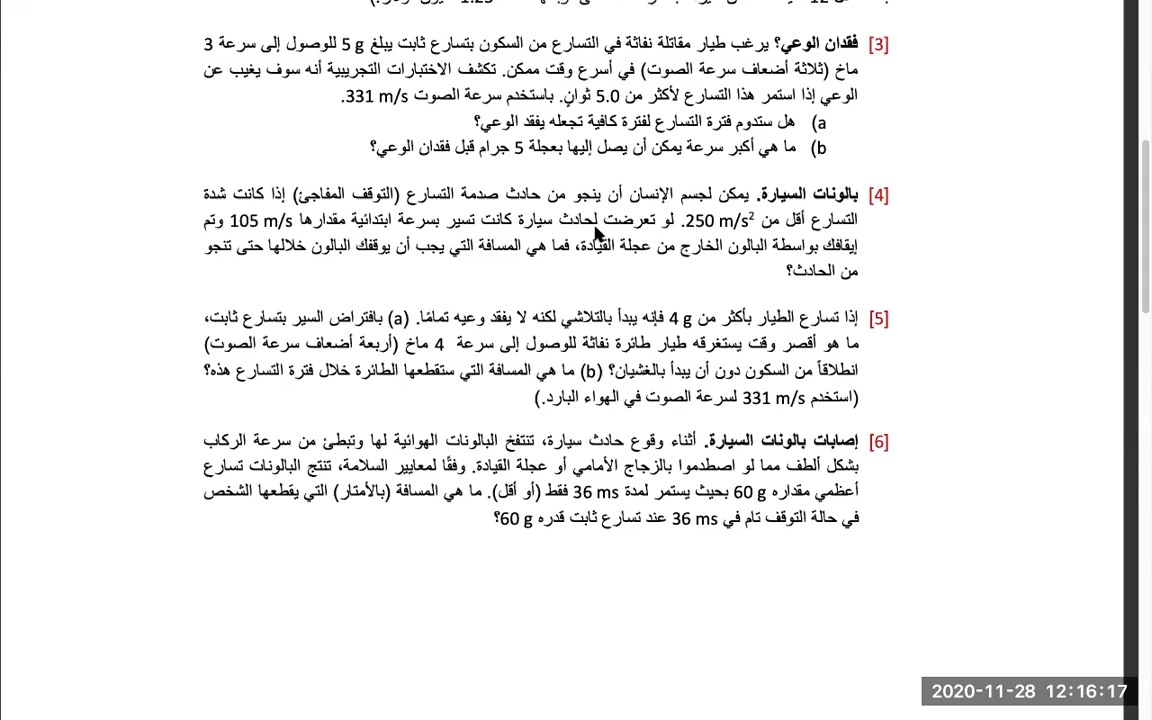 [3] فقدان الوعي؟ يرغب طيار مقاتلة نفاثة في التسارع من السكون بتسارع ثابت يبلغ 5 g للوصول إلى سرعة 3
ماخ (ثلاثة أضعاف سرعة الصوت) في أسرع وقت ممكن. تكشف الاختبارات التجريبية أنه سوف يغيب عن
الوعي إذا استمر هذا التسارع لأكثر من 5.0 ثوانٍ. باستخدم سرعة الصوت 331 m/s.
a) هل ستدوم فترة التسارع لفترة كافية تجعله يفقد الوعي؟
b) ما هي أكبر سرعة يمكن أن يصل إليها بعجلة 5 جرام قبل فقدان الوعي؟
[4] بالونات السيارة. يمكن لجسم الإنسان أن ينجو من حادث صدمة التسارع (التوقف المفاجئ) إذا كانت شدة
التسارع أقل من 250 m/s². لو تعرضت لحادث سيارة كانت تسير بسرعة ابتدائية مقدارها 105 m/s وتم
إيقافك بواسطة البالون الخارج من عجلة القيادة، فما هي المسافة التي يجب أن يوقفك البالون خلالها حتى تنجو
من الحادث؟
[5] إذا تسارع الطيار بأكثر من 4 g فإنه يبدأ بالتلاشي لكنه لا يفقد وعيه تمامًا. (a) بافتراض السير بتسارع ثابت،
ما هو أقصر وقت يستغرقه طيار طائرة نفاثة للوصول إلى سرعة 4 ماخ (أربعة أضعاف سرعة الصوت)
انطلاقاً من السكون دون أن يبدأ بالغشيان؟ (b) ما هي المسافة التي ستقطعها الطائرة خلال فترة التسارع هذه؟
(استخدم 331 m/s لسرعة الصوت في الهواء البارد.)
[6] إصابات بالونات السيارة. أثناء وقوع حادث سيارة، تنتفخ البالونات الهوائية لها وتبطئ من سرعة الركاب
بشكل ألطف مما لو اصطدموا بالزجاج الأمامي أو عجلة القيادة. وفقًا لمعايير السلامة، تنتج البالونات تسارع
أعظمي مقداره 60 g بحيث يستمر لمدة 36 ms فقط (أو أقل). ما هي المسافة (بالأمتار) التي يقطعها الشخص
في حالة التوقف تام في 36 ms عند تسارع ثابت قدره 60 g؟
2020-11-28 12:16:17